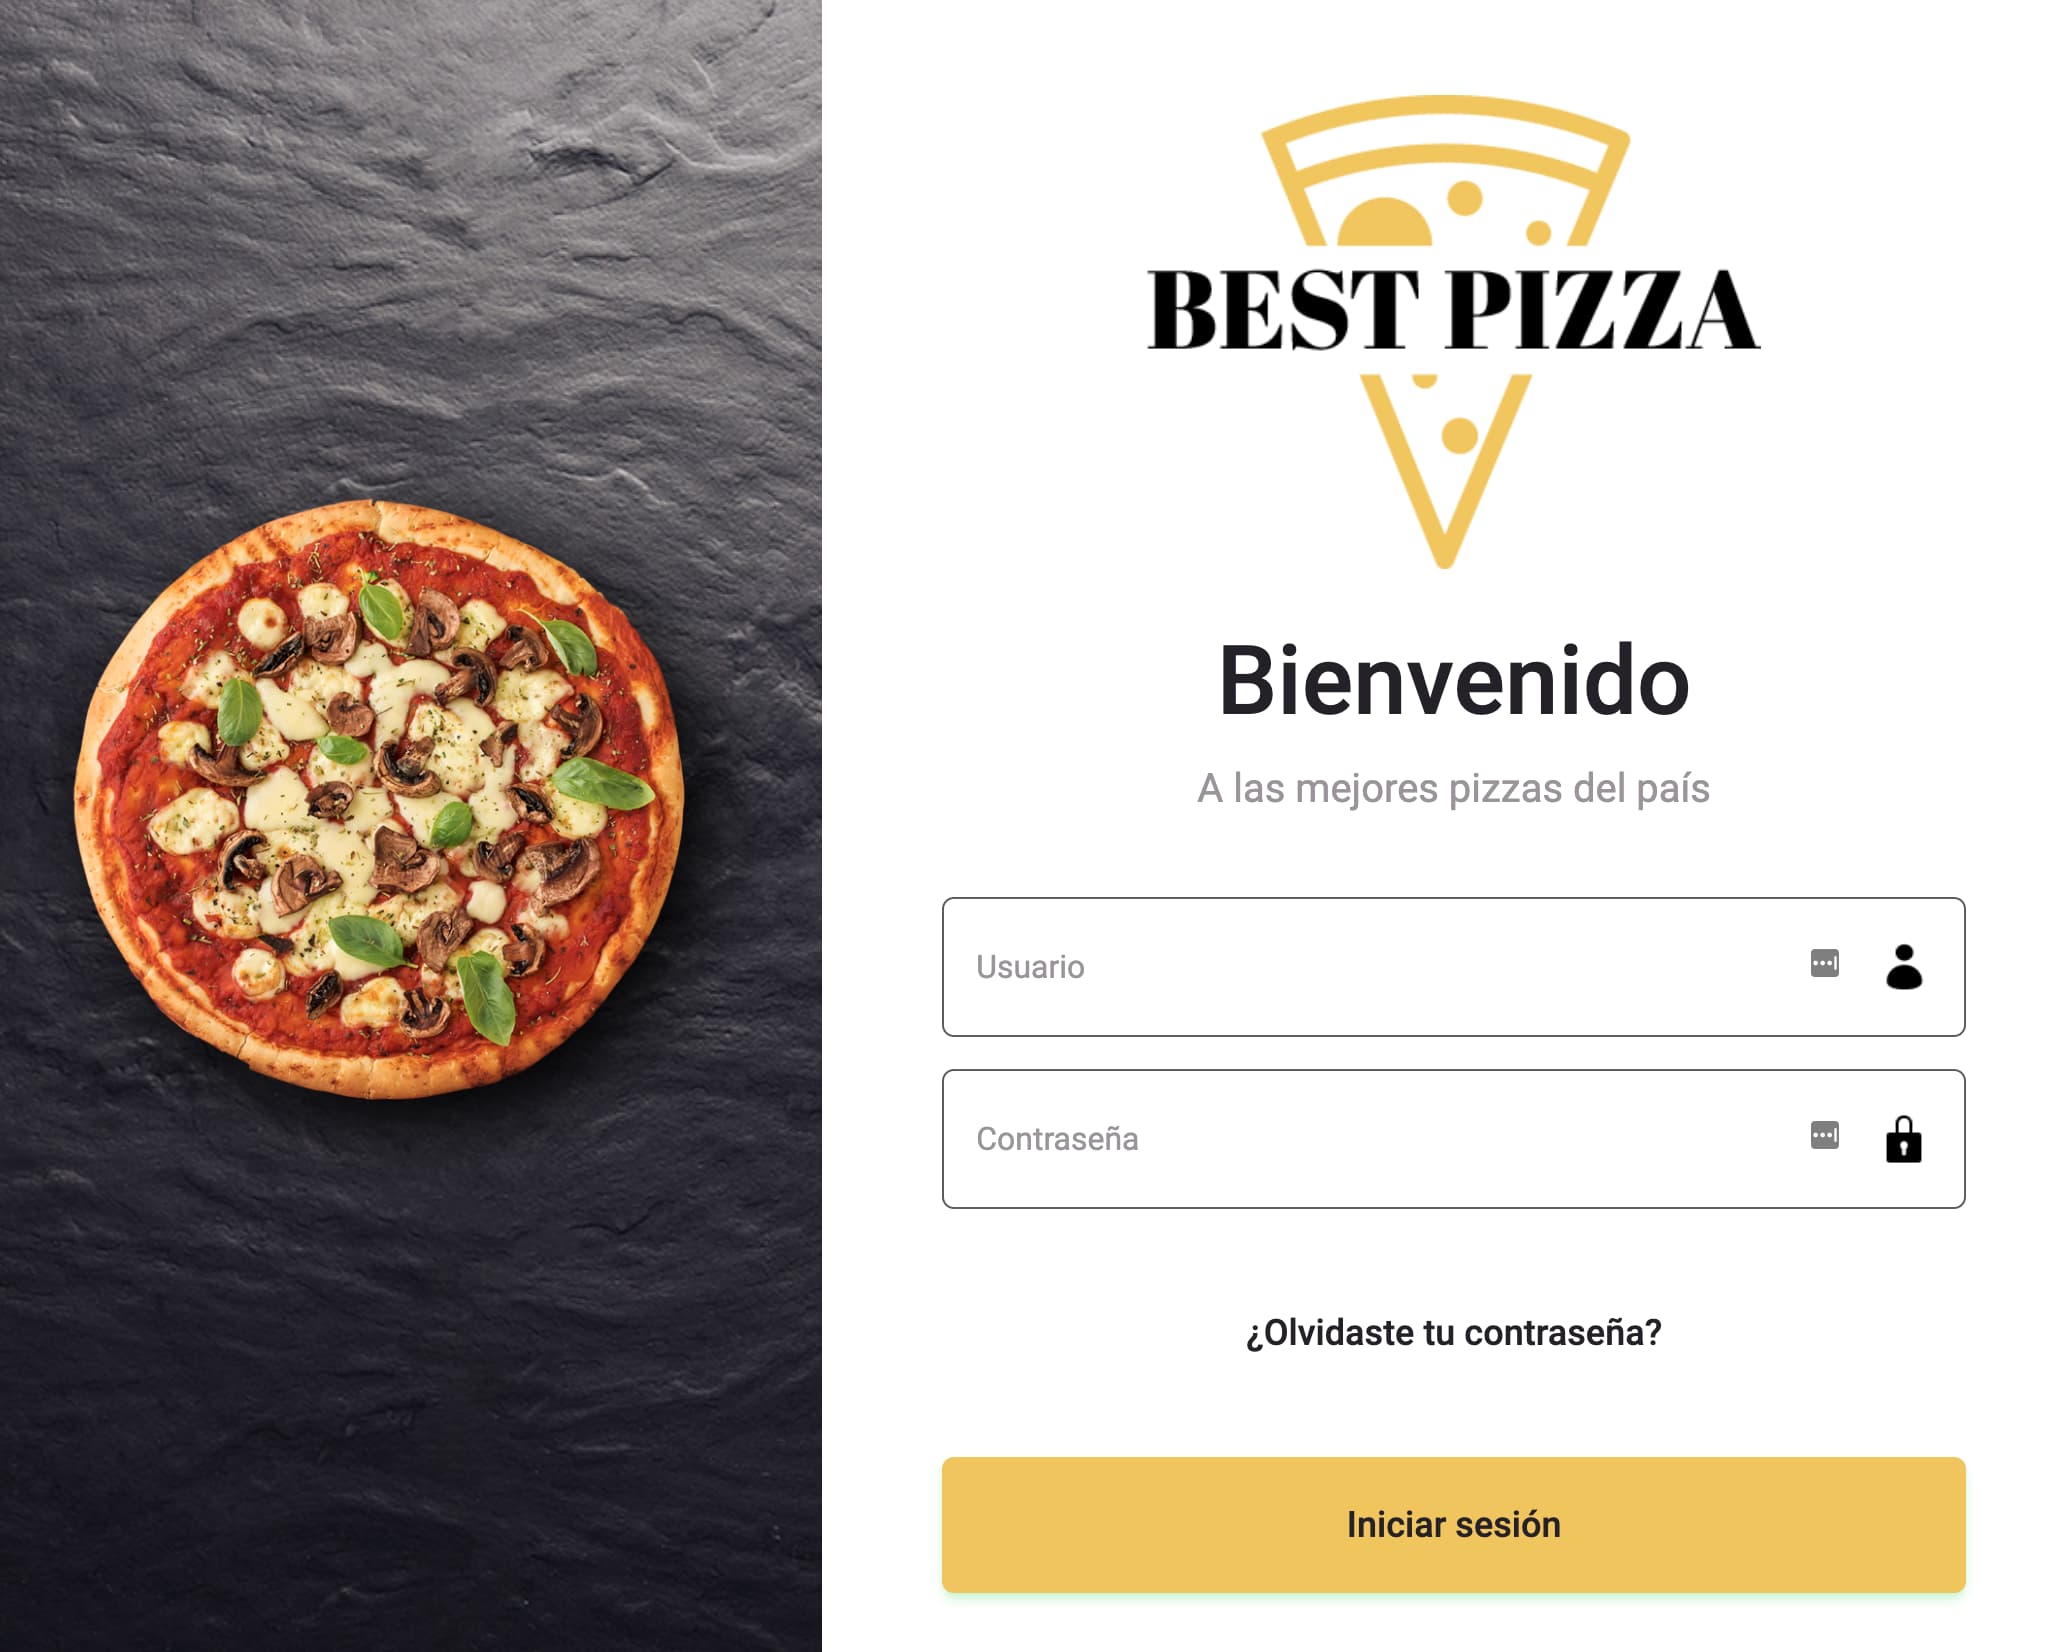 BEST PIZZA
Bienvenido
A las mejores pizzas del país
Usuario
Contraseña
¿Olvidaste tu contraseña?
Iniciar sesión